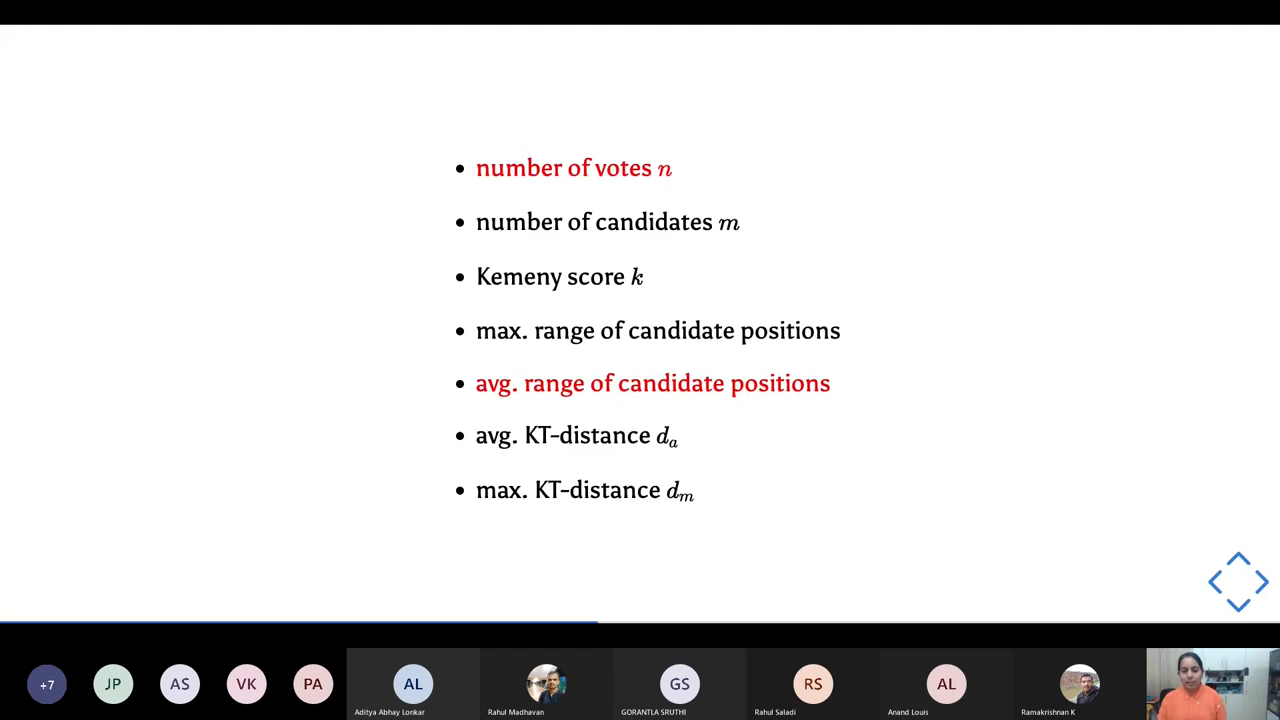 • number of votes n
• number of candidates m
• Kemeny score k
• max. range of candidate positions
• avg. range of candidate positions
• avg. KT-distance dₐ
• max. KT-distance dₘ
+7 JP AS VK PA AL GS RS AL
Aditya Abhay Lonkar Rahul Madhavan GORANTLA SRUTHI Rahul Saladi Anand Louis Ramakrishnan K